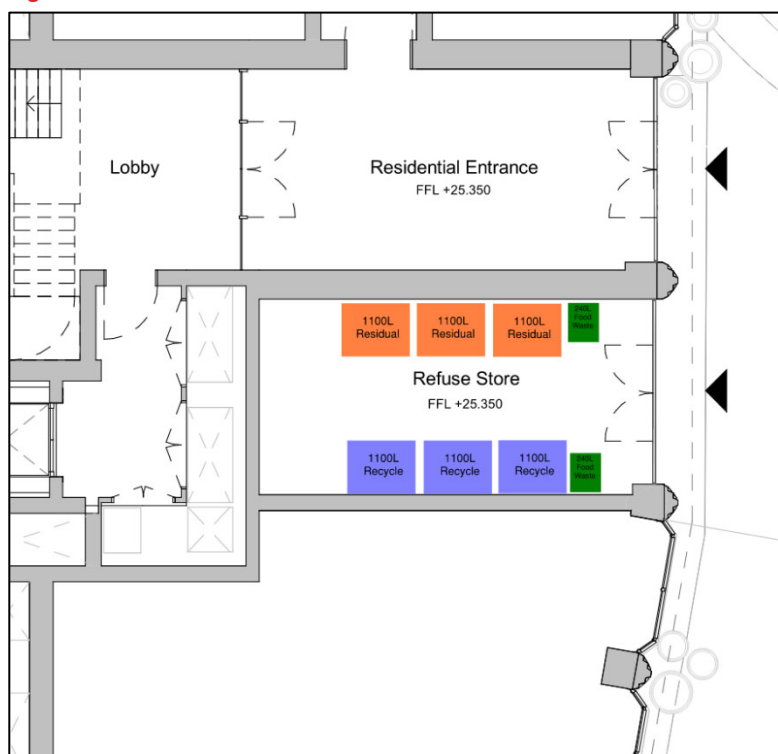 Lobby
Residential Entrance
FFL +25.350
1100L
Residual
1100L
Residual
1100L
Residual
240L
Food
Waste
Refuse Store
FFL +25.350
1100L
Recycle
1100L
Recycle
1100L
Recycle
240L
Food
Waste